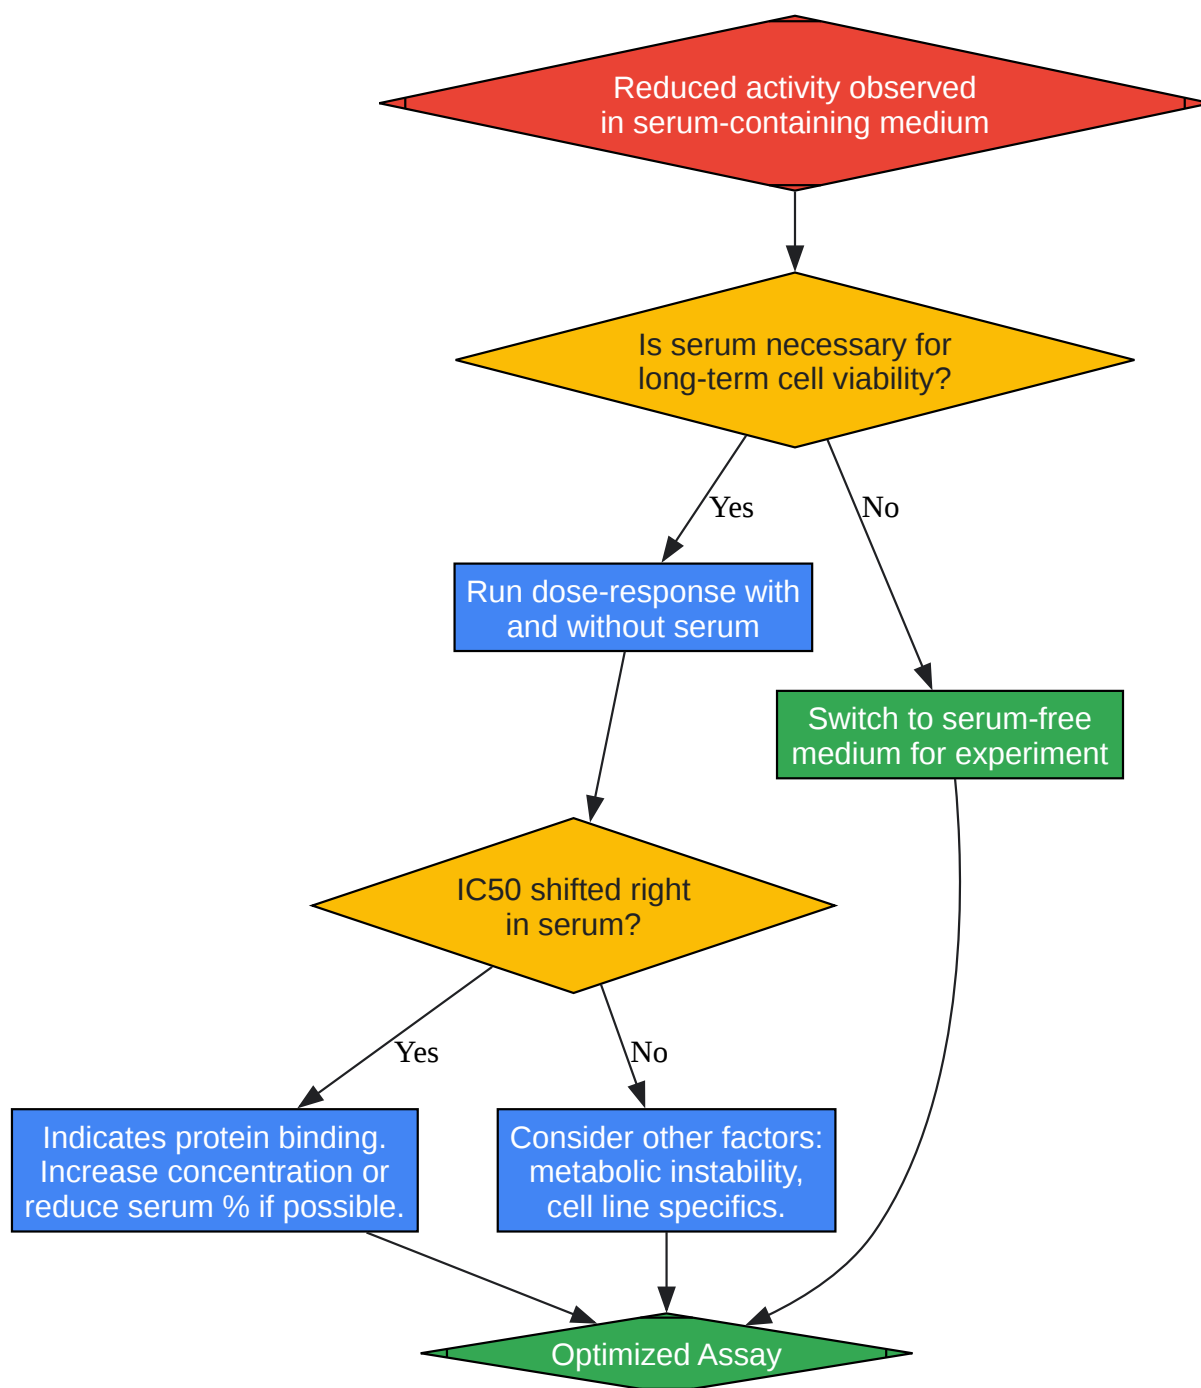 Reduced activity observed
in serum-containing medium
Is serum necessary for
long-term cell viability?
Yes
No
Run dose-response with
and without serum
Switch to serum-free
medium for experiment
IC50 shifted right
in serum?
Yes
No
Indicates protein binding.
Increase concentration or
reduce serum % if possible.
Consider other factors:
metabolic instability,
cell line specifics.
Optimized Assay